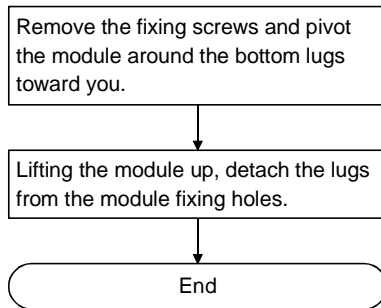 Remove the fixing screws and pivot
the module around the bottom lugs
toward you.
Lifting the module up, detach the lugs
from the module fixing holes.
End